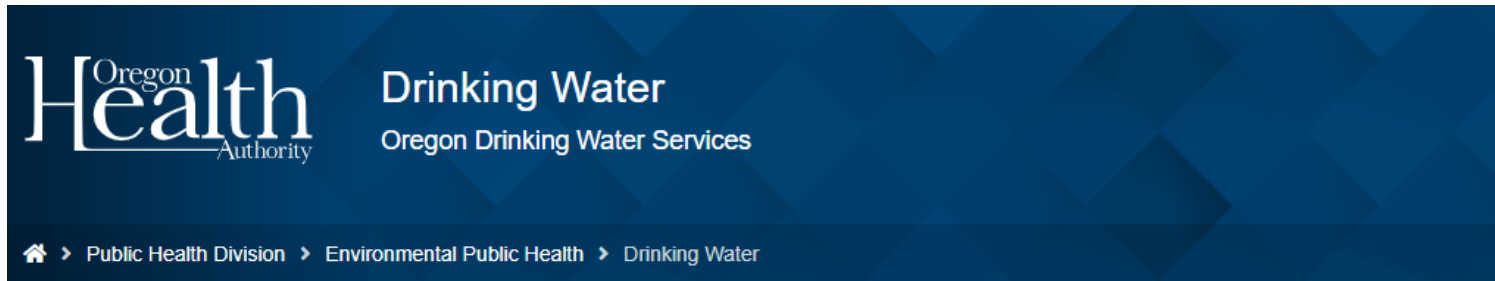 Oregon
Health
Authority
Drinking Water
Oregon Drinking Water Services
> Public Health Division > Environmental Public Health > Drinking Water